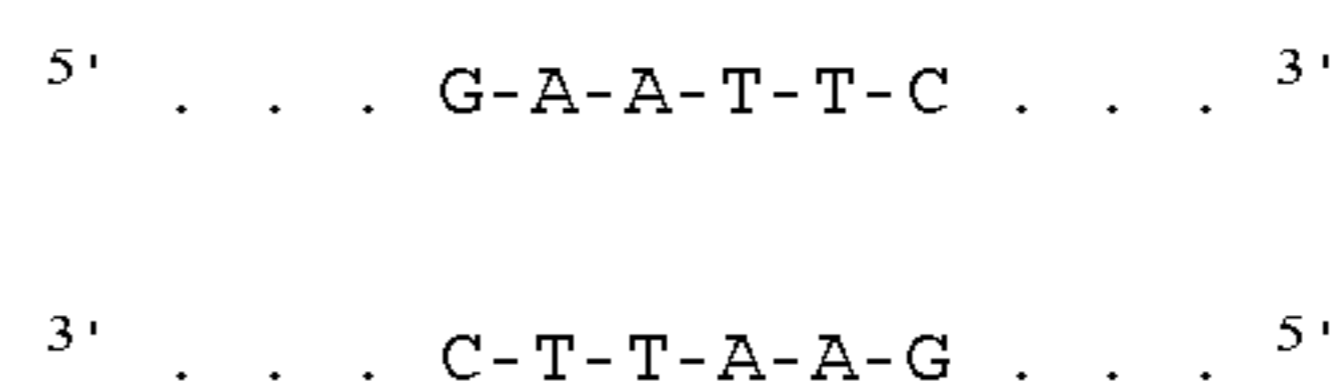 5' . . . G-A-A-T-T-C . . . 3'
3' . . . C-T-T-A-A-G . . . 5'